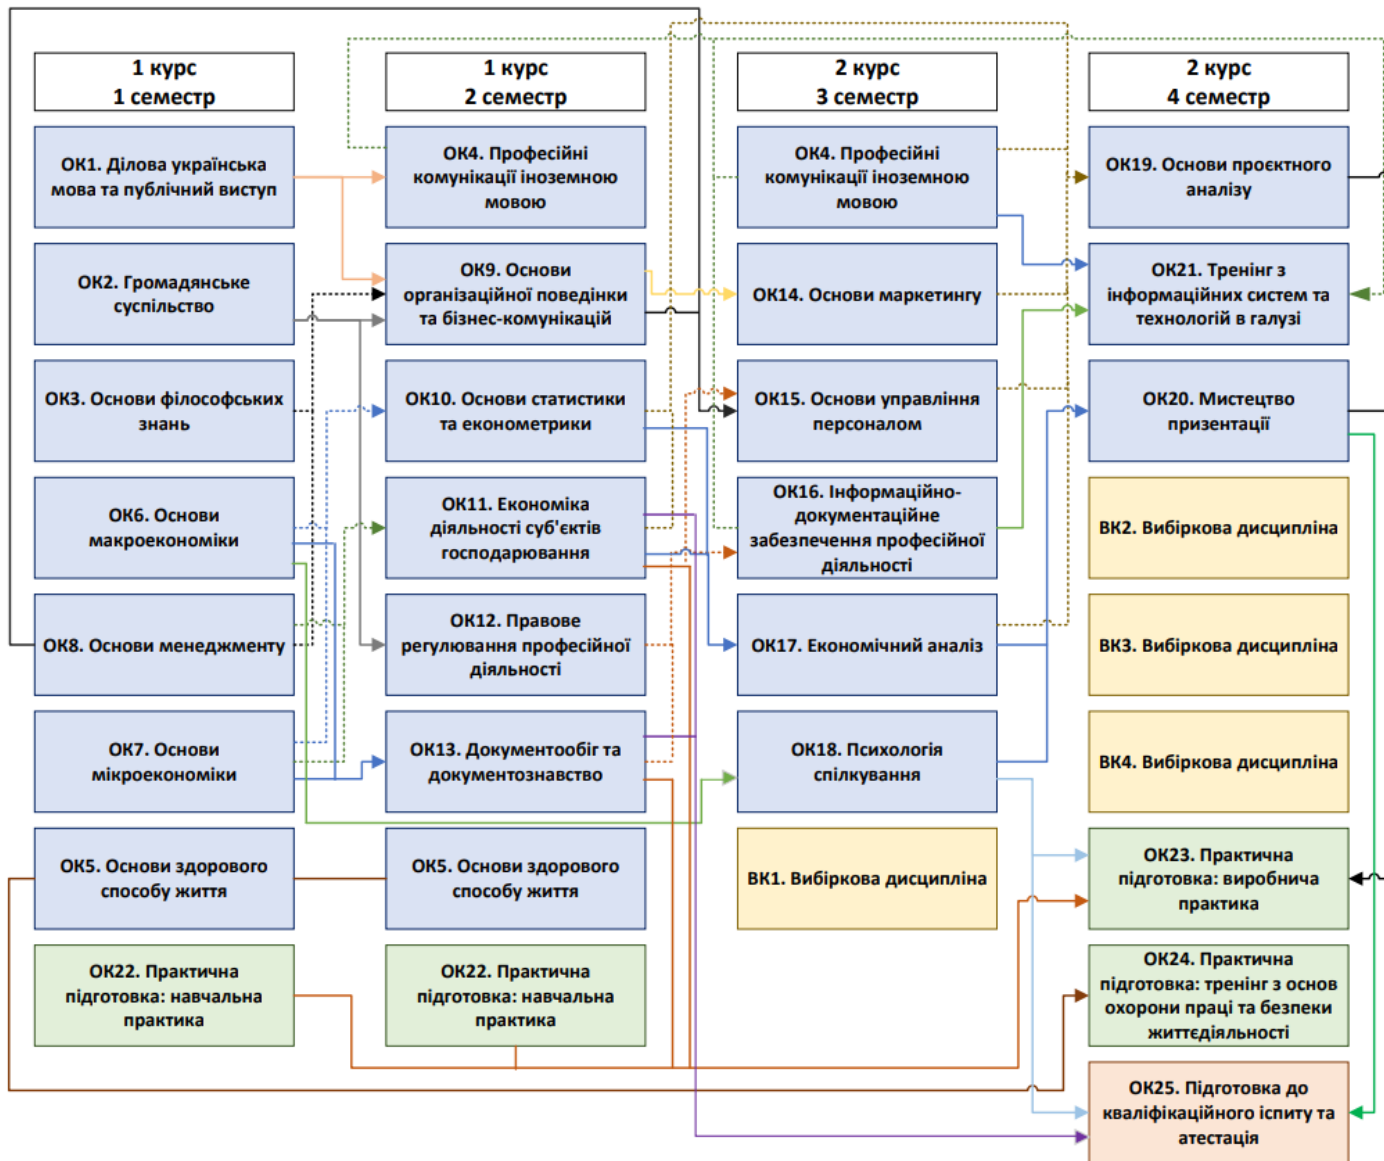 1 курс
1 семестр
ОК1. Ділова українська
мова та публічний виступ
ОК2. Громадянське
суспільство
ОК3. Основи філософських
знань
ОК6. Основи
макроекономіки
ОК8. Основи менеджменту
ОК7. Основи
мікроекономіки
ОК5. Основи здорового
способу життя
ОК22. Практична
підготовка: навчальна
практика
1 курс
2 семестр
ОК4. Професійні
комунікації іноземною
мовою
ОК9. Основи
організаційної поведінки
та бізнес-комунікацій
ОК10. Основи статистики
та економетрики
ОК11. Економіка
діяльності суб'єктів
господарювання
ОК12. Правове
регулювання професійної
діяльності
ОК13. Документообіг та
документознавство
ОК5. Основи здорового
способу життя
ОК22. Практична
підготовка: навчальна
практика
2 курс
3 семестр
ОК4. Професійні
комунікації іноземною
мовою
ОК14. Основи маркетингу
ОК15. Основи управління
персоналом
ОК16. Інформаційно-
документаційне
забезпечення професійної
діяльності
ОК17. Економічний аналіз
ОК18. Психологія
спілкування
ВК1. Вибіркова дисципліна
2 курс
4 семестр
ОК19. Основи проєктного
аналізу
ОК21. Тренінг з
інформаційних систем та
технологій в галузі
ОК20. Мистецтво
призентації
ВК2. Вибіркова дисципліна
ВК3. Вибіркова дисципліна
ВК4. Вибіркова дисципліна
ОК23. Практична
підготовка: виробнича
практика
ОК24. Практична
підготовка: тренінг з основ
охорони праці та безпеки
життєдіяльності
ОК25. Підготовка до
кваліфікаційного іспиту та
атестація